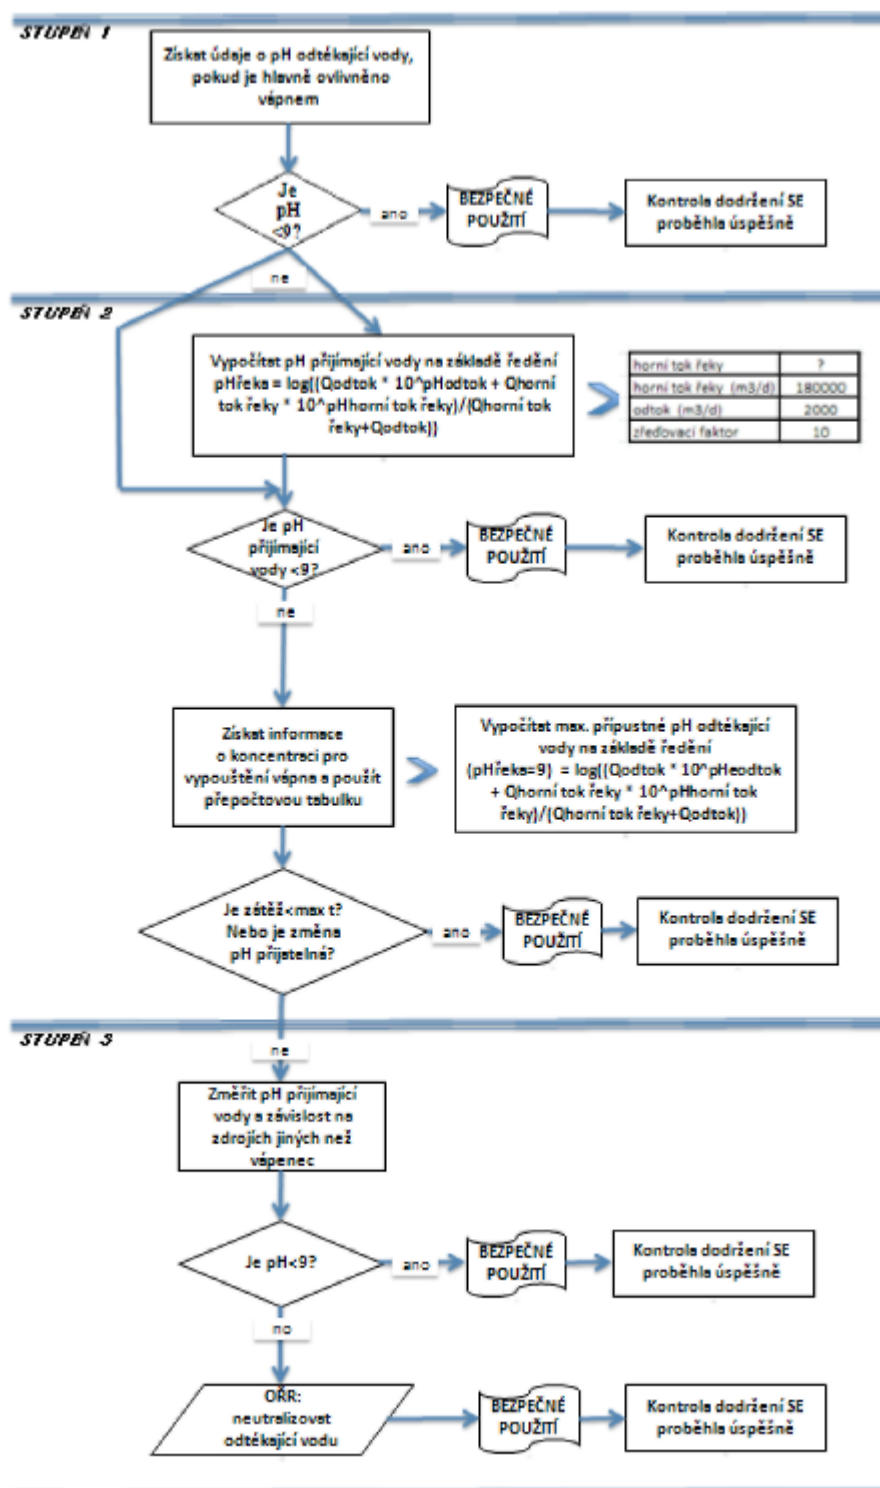 STUPEŇ 1
Získat údaje o pH odtékající vody,
pokud je hlavně ovlivněno
vápnem
Je
pH
<9?
ano
BEZPEČNÉ
POUŽITÍ
Kontrola dodržení SE
proběhla úspěšně
ne
STUPEŇ 2
Vypočítat pH přijímající vody na základě ředění
pHřeka = log((Qodtok * 10^pHodtok + Qhorní
tok řeky * 10^pHhorní tok řeky)/(Qhorní tok
řeky+Qodtok))
horní tok řeky ?
horní tok řeky (m3/d) 180000
odtok (m3/d) 2000
zřeďovací faktor 10
Je pH
přijímající
vody <9?
ano
BEZPEČNÉ
POUŽITÍ
Kontrola dodržení SE
proběhla úspěšně
ne
Získat informace
o koncentraci pro
vypouštění vápna a použít
přepočtovou tabulku
Vypočítat max. přípustné pH odtékající
vody na základě ředění
(pHřeka=9) = log((Qodtok * 10^pHeodtok
+ Qhorní tok řeky * 10^pHhorní tok
řeky)/(Qhorní tok řeky+Qodtok))
Je zátěž<max t?
Nebo je změna
pH přijatelná?
ano
BEZPEČNÉ
POUŽITÍ
Kontrola dodržení SE
proběhla úspěšně
STUPEŇ 3
ne
Změřit pH přijímající
vody a závislost na
zdrojích jiných než
vápenec
Je pH<9?
ano
BEZPEČNÉ
POUŽITÍ
Kontrola dodržení SE
proběhla úspěšně
no
OŘR:
neutralizovat
odtékající vodu
BEZPEČNÉ
POUŽITÍ
Kontrola dodržení SE
proběhla úspěšně